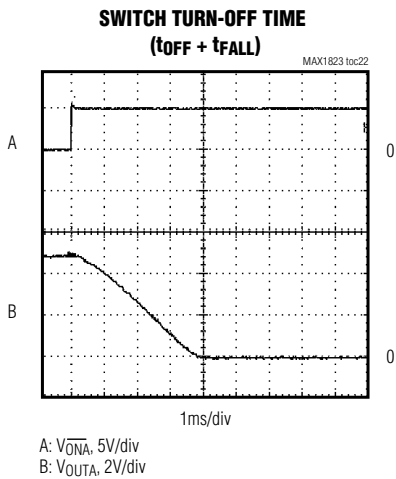 SWITCH TURN-OFF TIME
(tOFF + tFALL)
MAX1823 toc22
A
0
B
0
1ms/div
A: VONA, 5V/div
B: VOUTA, 2V/div